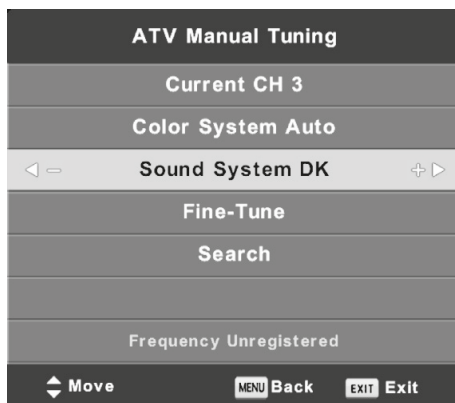 ATV Manual Tuning
Current CH 3
Color System Auto
Sound System DK
Fine-Tune
Search
Frequency Unregistered
Move MENU Back EXIT Exit